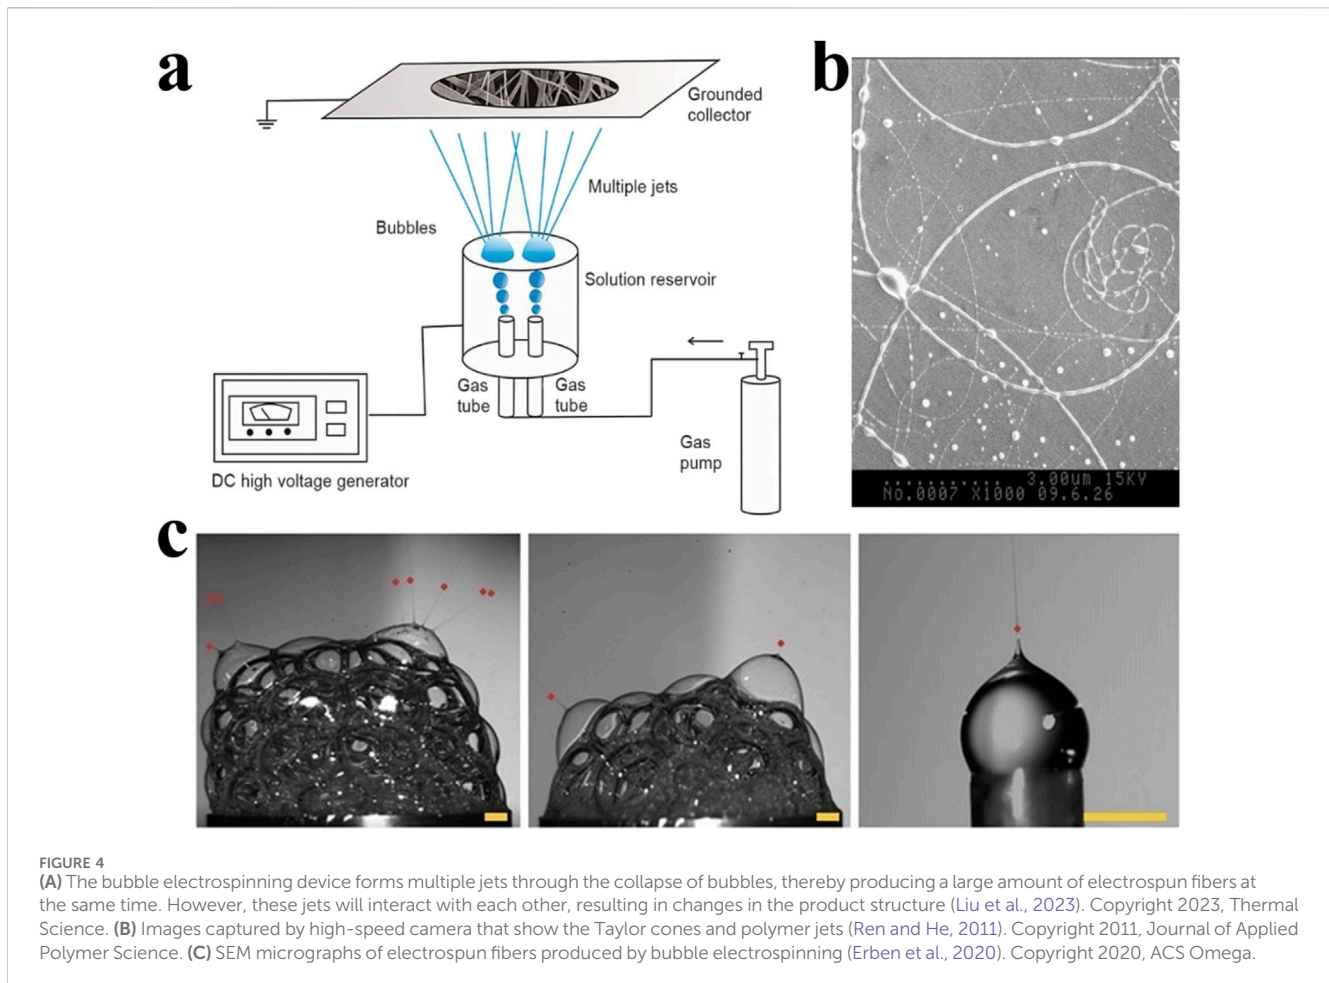 a
Grounded
collector
Multiple jets
Bubbles
Solution reservoir
Gas
tube
Gas
tube
Gas
pump
DC high voltage generator
b
3.00um 15KV
No.0007 X1000 09.6.26
c
FIGURE 4
(A) The bubble electrospinning device forms multiple jets through the collapse of bubbles, thereby producing a large amount of electrospun fibers at
the same time. However, these jets will interact with each other, resulting in changes in the product structure (Liu et al., 2023). Copyright 2023, Thermal
Science. (B) Images captured by high-speed camera that show the Taylor cones and polymer jets (Ren and He, 2011). Copyright 2011, Journal of Applied
Polymer Science. (C) SEM micrographs of electrospun fibers produced by bubble electrospinning (Erben et al., 2020). Copyright 2020, ACS Omega.